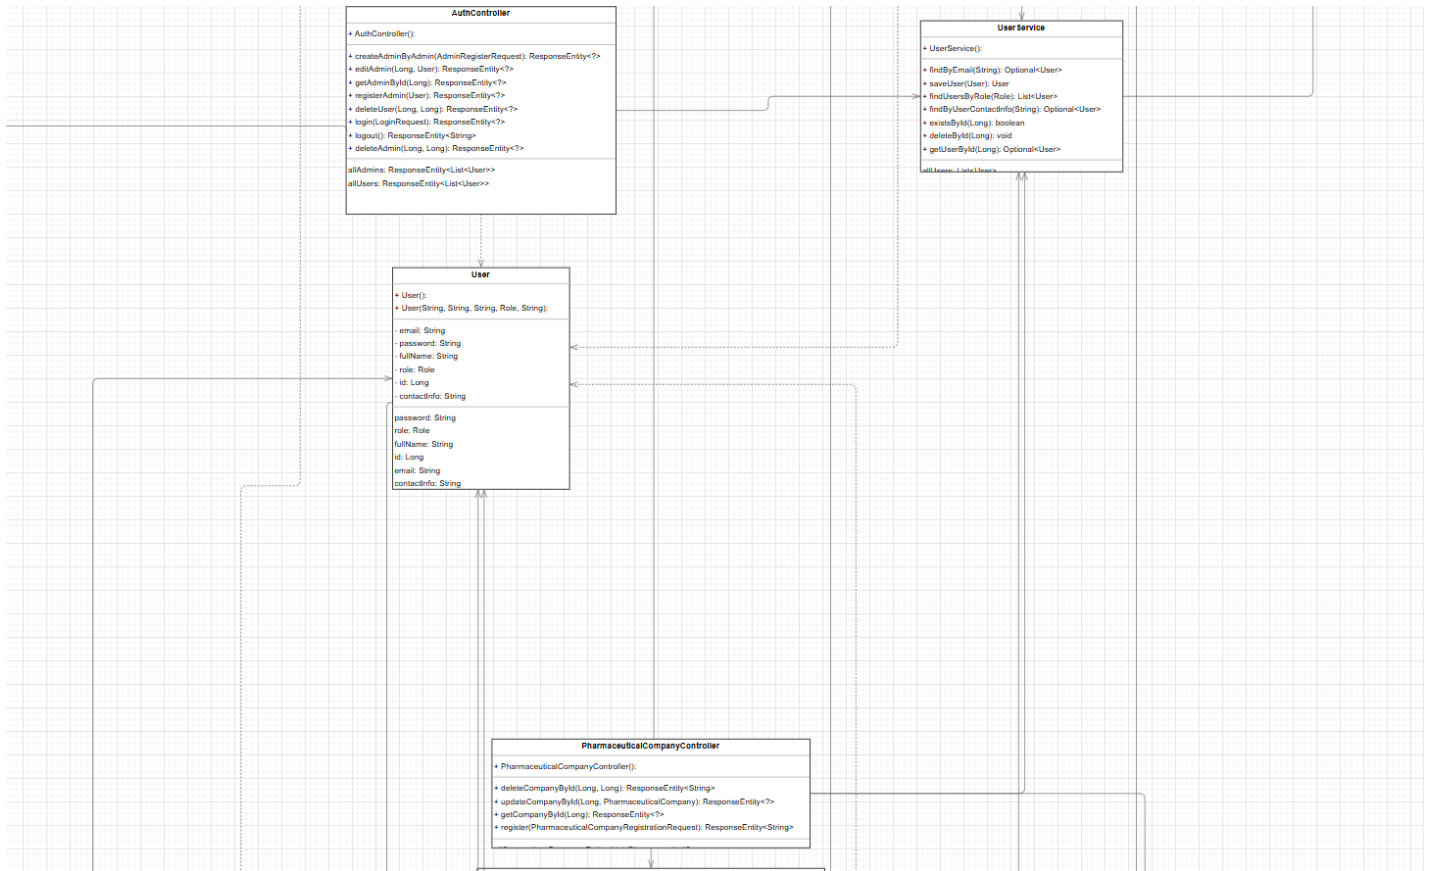 AuthController
+ AuthController():
+ createAdminByAdmin(AdminRegisterRequest): ResponseEntity<?>
+ editAdmin(Long, User): ResponseEntity<?>
+ getAdminById(Long): ResponseEntity<?>
+ registerAdmin(User): ResponseEntity<?>
+ deleteUser(Long, Long): ResponseEntity<?>
+ login(LoginRequest): ResponseEntity<?>
+ logout(): ResponseEntity<String>
+ deleteAdmin(Long, Long): ResponseEntity<?>
allAdmins: ResponseEntity<List<User>>
allUsers: ResponseEntity<List<User>>
UserService
+ UserService():
+ findByEmail(String): Optional<User>
+ saveUser(User): User
+ findUsersByRole(Role): List<User>
+ findByUserContactInfo(String): Optional<User>
+ existsById(Long): boolean
+ deleteById(Long): void
+ getUserById(Long): Optional<User>
allUsers: List<User>
User
+ User():
+ User(String, String, String, Role, String):
- email: String
- password: String
- fullName: String
- role: Role
- id: Long
- contactInfo: String
password: String
role: Role
fullName: String
id: Long
email: String
contactInfo: String
PharmaceuticalCompanyController
+ PharmaceuticalCompanyController():
+ deleteCompanyById(Long, Long): ResponseEntity<String>
+ updateCompanyById(Long, PharmaceuticalCompany): ResponseEntity<?>
+ getCompanyById(Long): ResponseEntity<?>
+ register(PharmaceuticalCompanyRegistrationRequest): ResponseEntity<String>